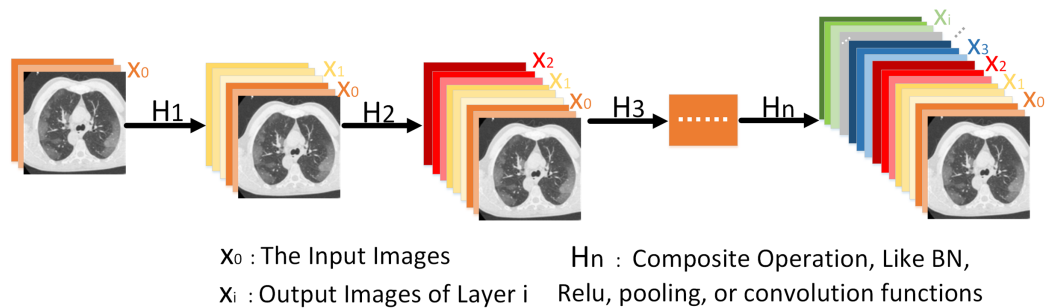 x₀
H1
x₁
x₀
H2
x₂
x₁
x₀
H3
......
Hn
xᵢ
x₃
x₂
x₁
x₀
x₀ : The Input Images
xᵢ : Output Images of Layer i
Hn : Composite Operation, Like BN,
Relu, pooling, or convolution functions